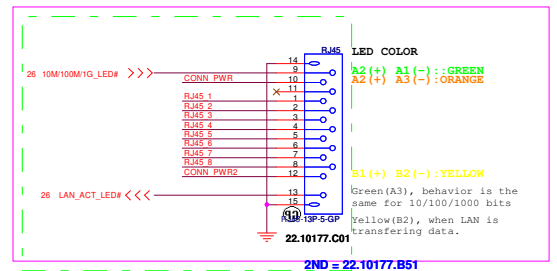 RJ45
LED COLOR
14
26 10M/100M/1G_LED#
9
A2(+) A1(-)::GREEN
CONN_PWR
10
A2(+) A3(-):ORANGE
11
RJ45_1
1
RJ45_2
2
RJ45_3
3
RJ45_4
4
RJ45_5
5
RJ45_6
6
RJ45_7
7
RJ45_8
8
CONN_PWR2
12
B1(+) B2(-):YELLOW
26 LAN_ACT_LED#
13
Green(A3), behavior is the
same for 10/100/1000 bits
15
Yellow(B2), when LAN is
transfering data.
22.10177.C01
2ND = 22.10177.B51